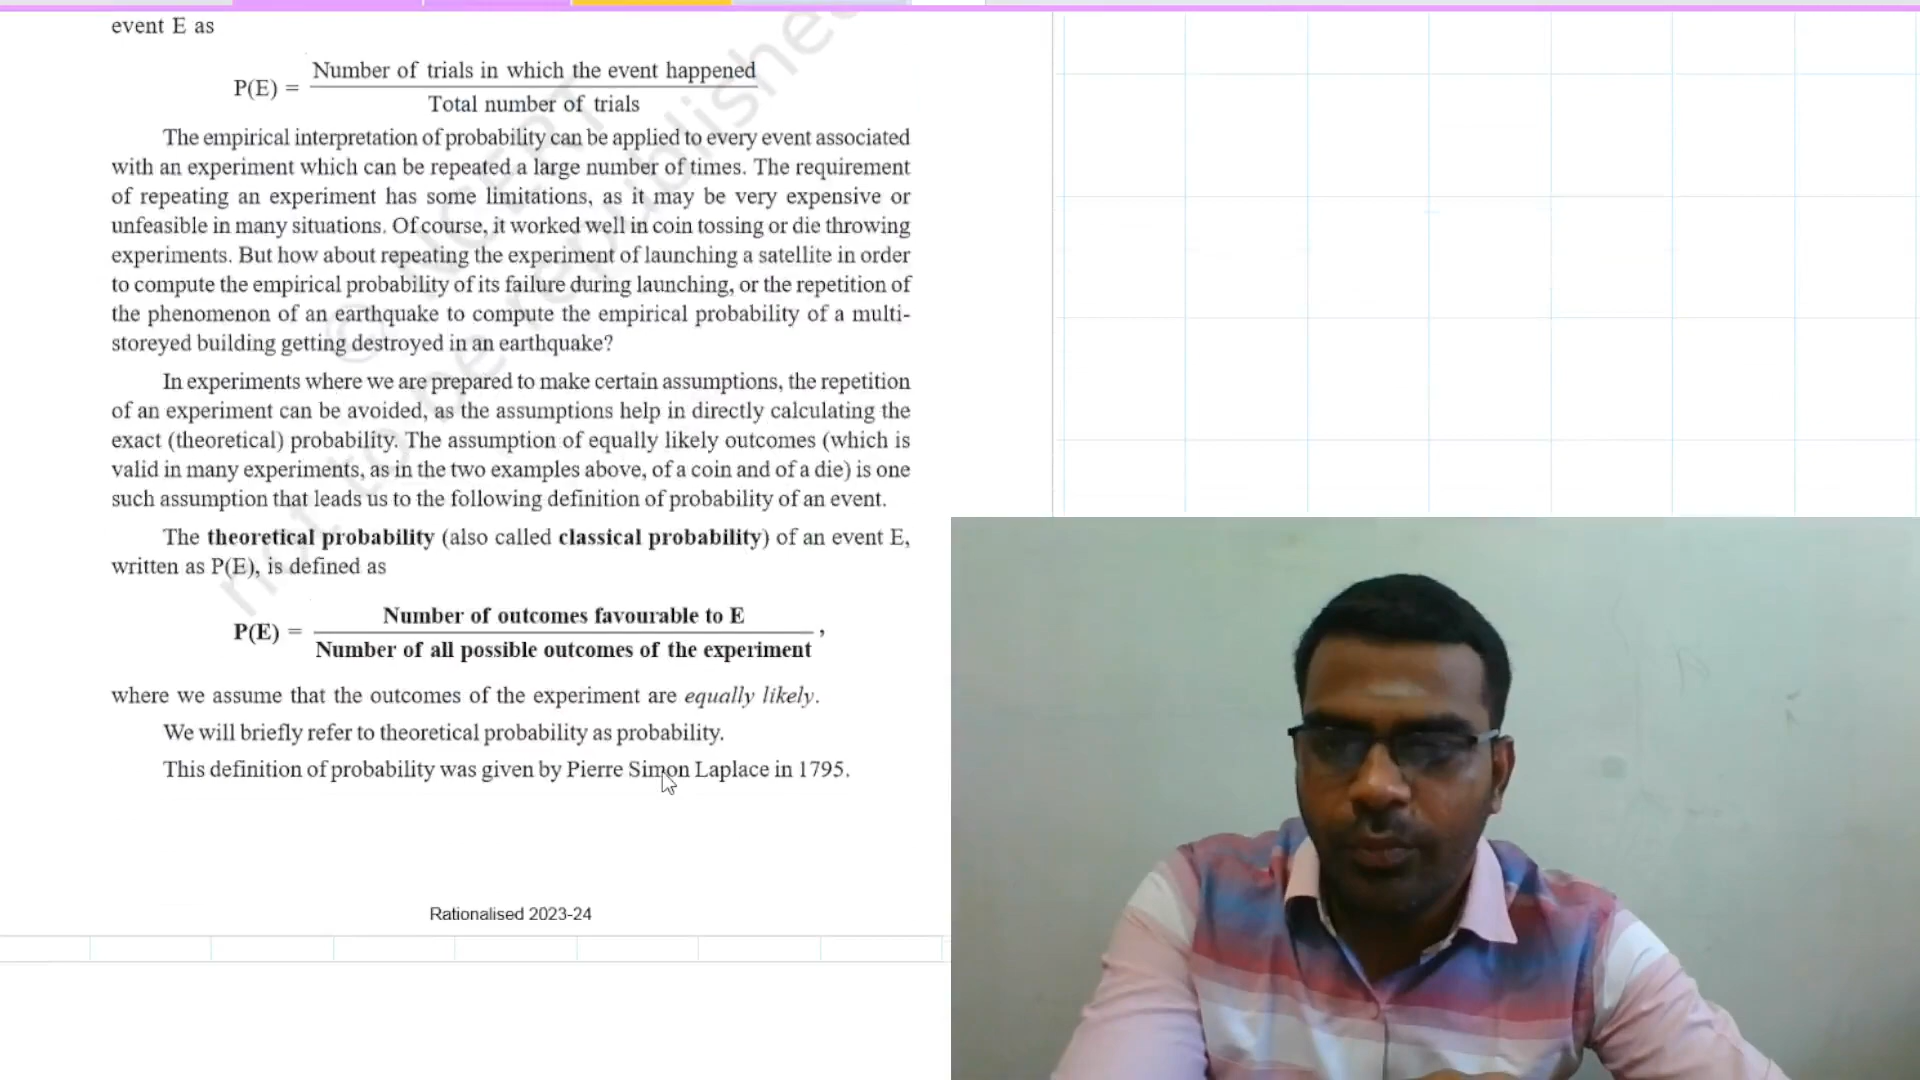 event E as
P(E) = Number of trials in which the event happened
Total number of trials
The empirical interpretation of probability can be applied to every event associated
with an experiment which can be repeated a large number of times. The requirement
of repeating an experiment has some limitations, as it may be very expensive or
unfeasible in many situations. Of course, it worked well in coin tossing or die throwing
experiments. But how about repeating the experiment of launching a satellite in order
to compute the empirical probability of its failure during launching, or the repetition of
the phenomenon of an earthquake to compute the empirical probability of a multi-
storeyed building getting destroyed in an earthquake?
In experiments where we are prepared to make certain assumptions, the repetition
of an experiment can be avoided, as the assumptions help in directly calculating the
exact (theoretical) probability. The assumption of equally likely outcomes (which is
valid in many experiments, as in the two examples above, of a coin and of a die) is one
such assumption that leads us to the following definition of probability of an event.
The theoretical probability (also called classical probability) of an event E,
written as P(E), is defined as
P(E) = Number of outcomes favourable to E
Number of all possible outcomes of the experiment ,
where we assume that the outcomes of the experiment are equally likely.
We will briefly refer to theoretical probability as probability.
This definition of probability was given by Pierre Simon Laplace in 1795.
Rationalised 2023-24
© NCERT
not to be republished